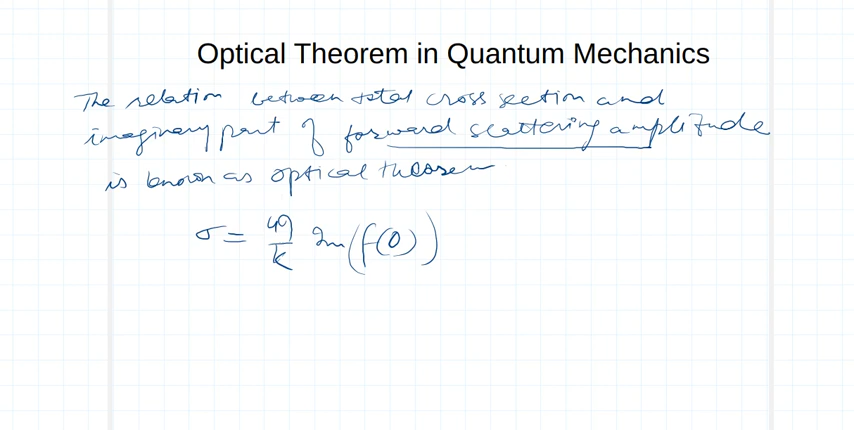 Optical Theorem in Quantum Mechanics
The relation between total cross section and
imaginary part of forward scattering amplitude
is known as optical theorem
σ = 4π/k Im(f(0))